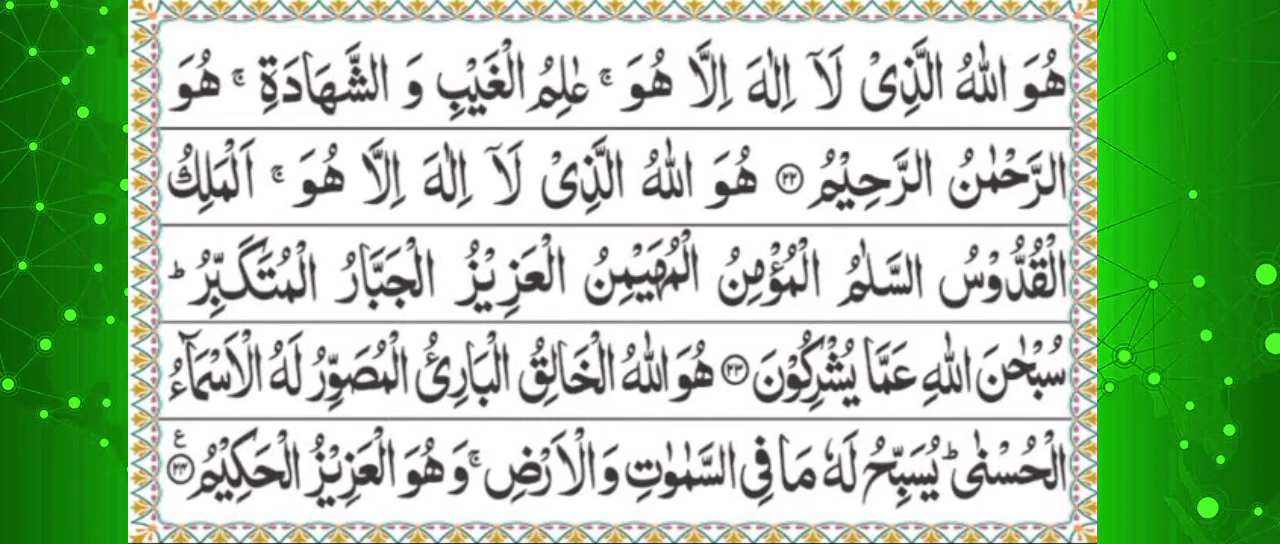 هُوَ اللّٰهُ الَّذِیْ لَاۤ اِلٰهَ اِلَّا هُوَ ۚ عٰلِمُ الْغَیْبِ وَ الشَّهَادَةِ ۚ هُوَ
الرَّحْمٰنُ الرَّحِیْمُ ﴿۲۲﴾ هُوَ اللّٰهُ الَّذِیْ لَاۤ اِلٰهَ اِلَّا هُوَ ۚ اَلْمَلِكُ
الْقُدُّوْسُ السَّلٰمُ الْمُؤْمِنُ الْمُهَیْمِنُ الْعَزِیْزُ الْجَبَّارُ الْمُتَكَبِّرُ ؕ
سُبْحٰنَ اللّٰهِ عَمَّا یُشْرِكُوْنَ ﴿۲۳﴾ هُوَ اللّٰهُ الْخَالِقُ الْبَارِئُ الْمُصَوِّرُ لَهُ الْاَسْمَآءُ
الْحُسْنٰی ؕ یُسَبِّحُ لَهٗ مَا فِی السَّمٰوٰتِ وَ الْاَرْضِ ۚ وَ هُوَ الْعَزِیْزُ الْحَكِیْمُ ﴿۲۴﴾ ع